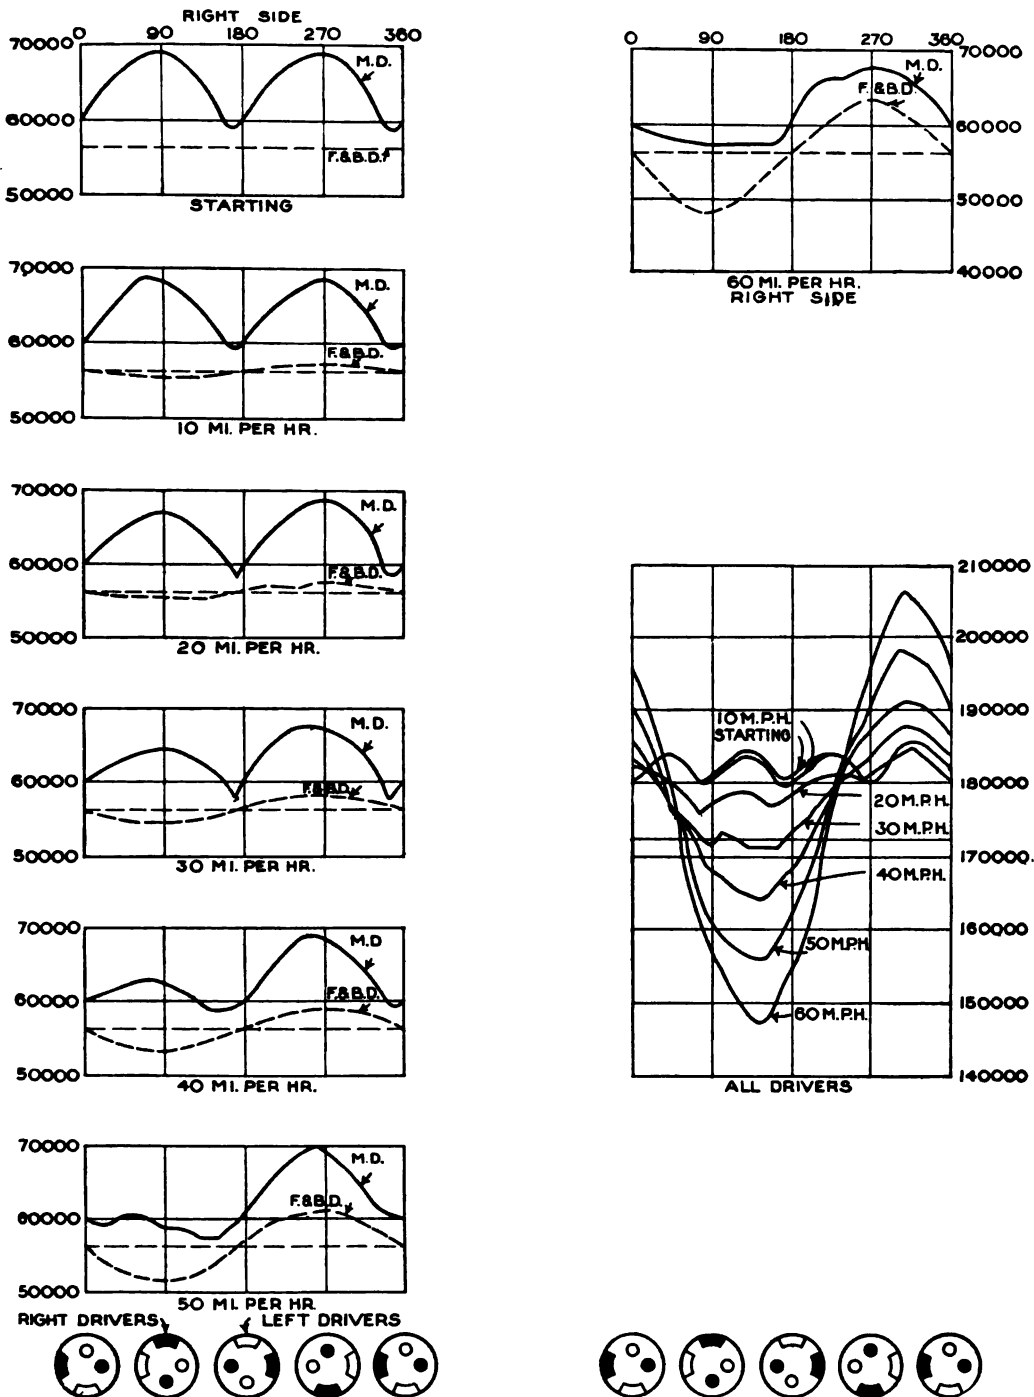 RIGHT SIDE
0 90 180 270 360
70000
60000
50000
M.D.
F.&B.D.
STARTING
70000
60000
50000
M.D.
F.&B.D.
10 MI. PER HR.
70000
60000
50000
M.D.
F.&B.D.
20 MI. PER HR.
70000
60000
50000
M.D.
F.&B.D.
30 MI. PER HR.
70000
60000
50000
M.D
F.&B.D.
40 MI. PER HR.
70000
60000
50000
M.D.
F.&B.D.
50 MI. PER HR.
RIGHT DRIVERS
LEFT DRIVERS
0 90 180 270 360
70000
60000
50000
40000
M.D.
F.&B.D.
60 MI. PER HR.
RIGHT SIDE
210000
200000
190000
180000
170000.
160000
150000
140000
10 M.P.H.
STARTING
20 M.P.H.
30 M.P.H.
40 M.P.H.
50 M.P.H.
60 M.P.H.
ALL DRIVERS